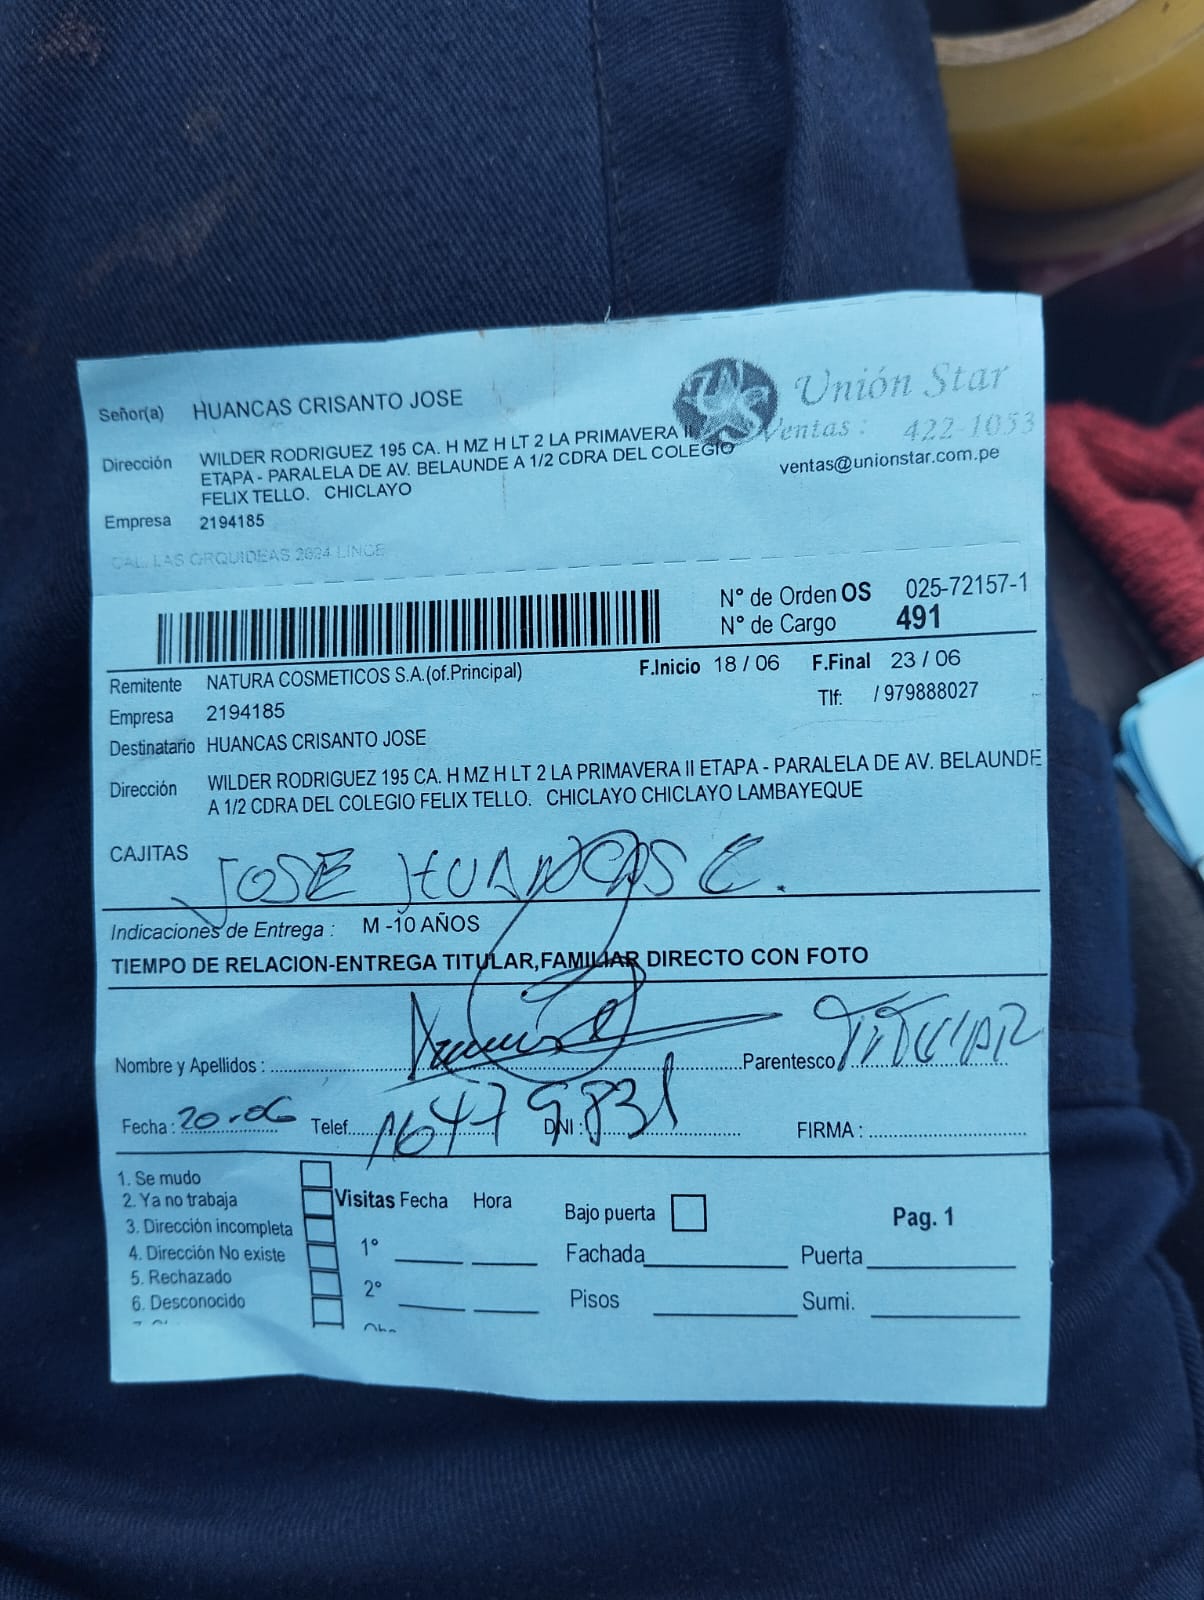 Señor(a) HUANCAS CRISANTO JOSE
Unión Star
Ventas: 422-1053
ventas@unionstar.com.pe
Dirección WILDER RODRIGUEZ 195 CA. H MZ H LT 2 LA PRIMAVERA II
ETAPA - PARALELA DE AV. BELAUNDE A 1/2 CDRA DEL COLEGIO
FELIX TELLO. CHICLAYO
Empresa 2194185
CAL. LAS ORQUIDEAS 2624 LINCE
N° de Orden OS 025-72157-1
N° de Cargo 491
Remitente NATURA COSMETICOS S.A.(of.Principal) F.Inicio 18 / 06 F.Final 23 / 06
Empresa 2194185 Tlf: / 979888027
Destinatario HUANCAS CRISANTO JOSE
Dirección WILDER RODRIGUEZ 195 CA. H MZ H LT 2 LA PRIMAVERA II ETAPA - PARALELA DE AV. BELAUNDE
A 1/2 CDRA DEL COLEGIO FELIX TELLO. CHICLAYO CHICLAYO LAMBAYEQUE
CAJITAS JOSE HUANCAS C.
Indicaciones de Entrega : M -10 AÑOS
TIEMPO DE RELACION-ENTREGA TITULAR,FAMILIAR DIRECTO CON FOTO
Nombre y Apellidos : Parentesco TITULAR
Fecha : 20-06 Telef. DNI : 16479831 FIRMA :
1. Se mudo
2. Ya no trabaja
3. Dirección incompleta
4. Dirección No existe
5. Rechazado
6. Desconocido
Visitas Fecha Hora
1°
2°
Bajo puerta Pag. 1
Fachada Puerta
Pisos Sumi.